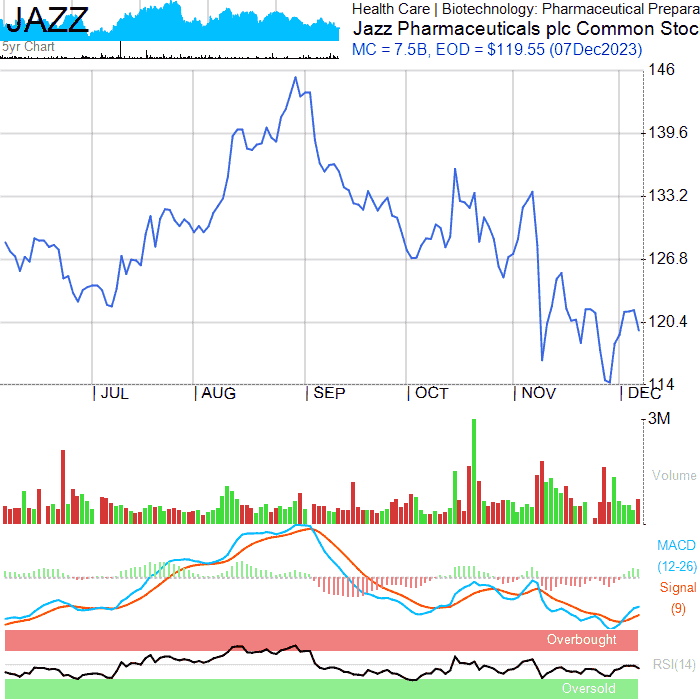 JAZZ
5yr Chart
Health Care | Biotechnology: Pharmaceutical Prepara
Jazz Pharmaceuticals plc Common Stoc
MC = 7.5B, EOD = $119.55 (07Dec2023)
146
139.6
133.2
126.8
120.4
114
JUL AUG SEP OCT NOV DEC
3M
Volume
MACD
(12-26)
Signal
(9)
Overbought
RSI(14)
Oversold